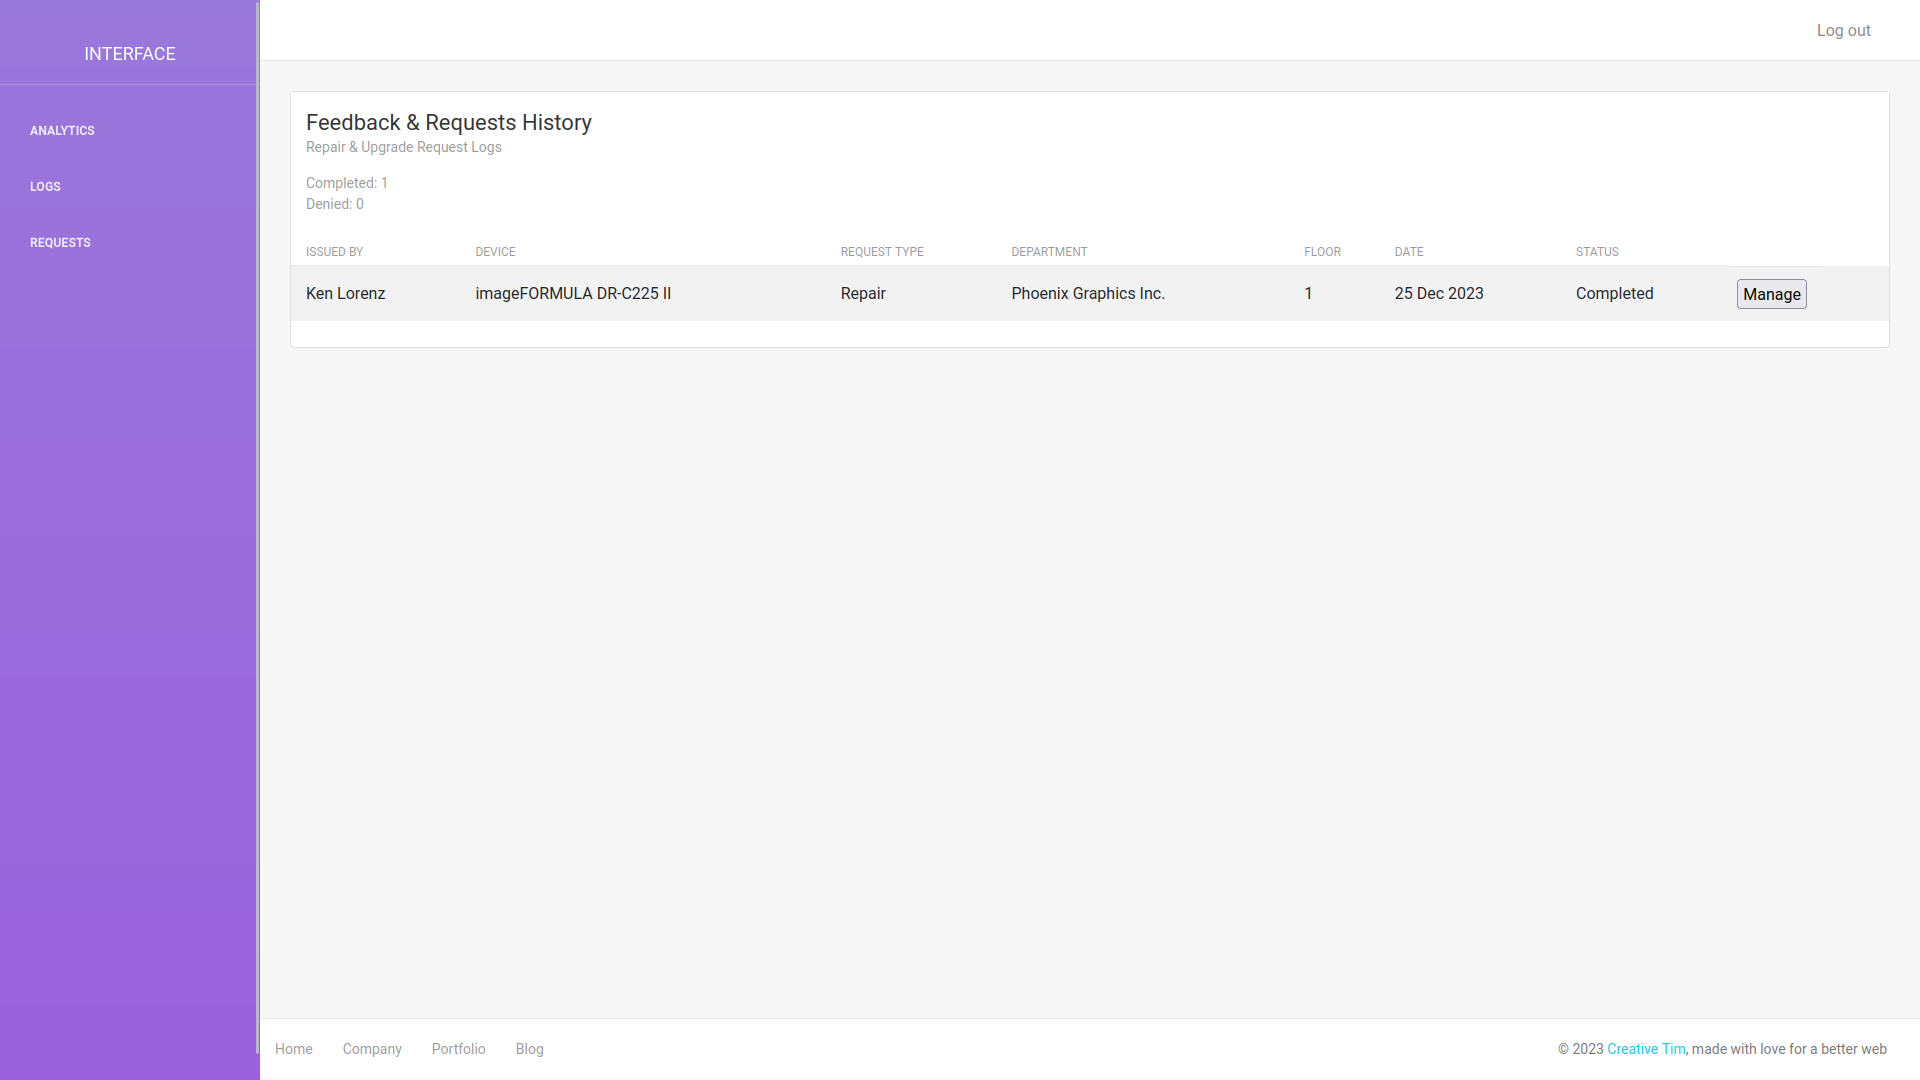 INTERFACE
ANALYTICS
LOGS
REQUESTS
Log out
Feedback & Requests History
Repair & Upgrade Request Logs
Completed: 1
Denied: 0
ISSUED BY DEVICE REQUEST TYPE DEPARTMENT FLOOR DATE STATUS
Ken Lorenz imageFORMULA DR-C225 II Repair Phoenix Graphics Inc. 1 25 Dec 2023 Completed Manage
Home Company Portfolio Blog © 2023 Creative Tim, made with love for a better web